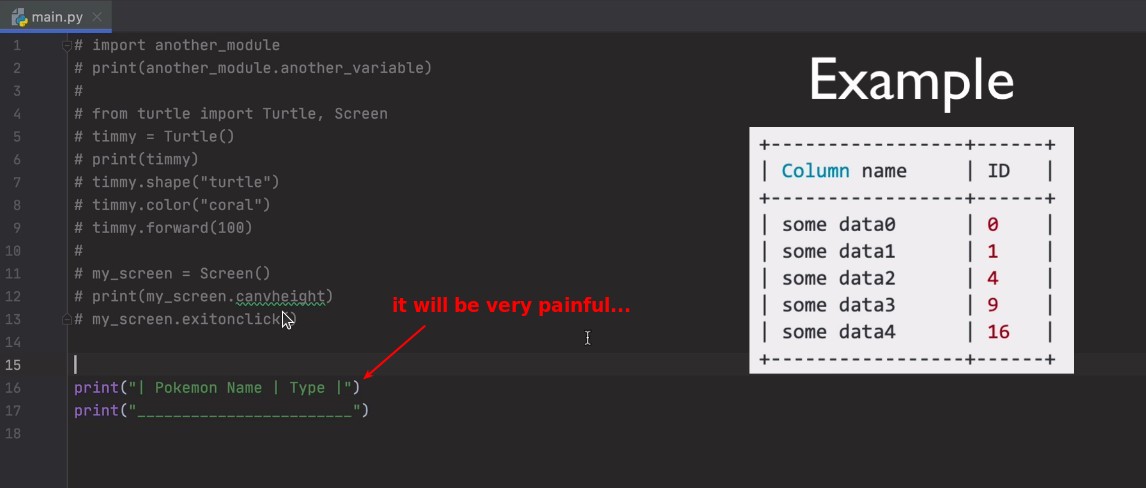 main.py
1 # import another_module
2 # print(another_module.another_variable)
3 #
4 # from turtle import Turtle, Screen
5 # timmy = Turtle()
6 # print(timmy)
7 # timmy.shape("turtle")
8 # timmy.color("coral")
9 # timmy.forward(100)
10 #
11 # my_screen = Screen()
12 # print(my_screen.canvheight)
13 # my_screen.exitonclick()
14
15
16 print("| Pokemon Name | Type |")
17 print("________________________")
18
it will be very painful...
Example
+-----------------+------+
| Column name | ID |
+-----------------+------+
| some data0 | 0 |
| some data1 | 1 |
| some data2 | 4 |
| some data3 | 9 |
| some data4 | 16 |
+-----------------+------+